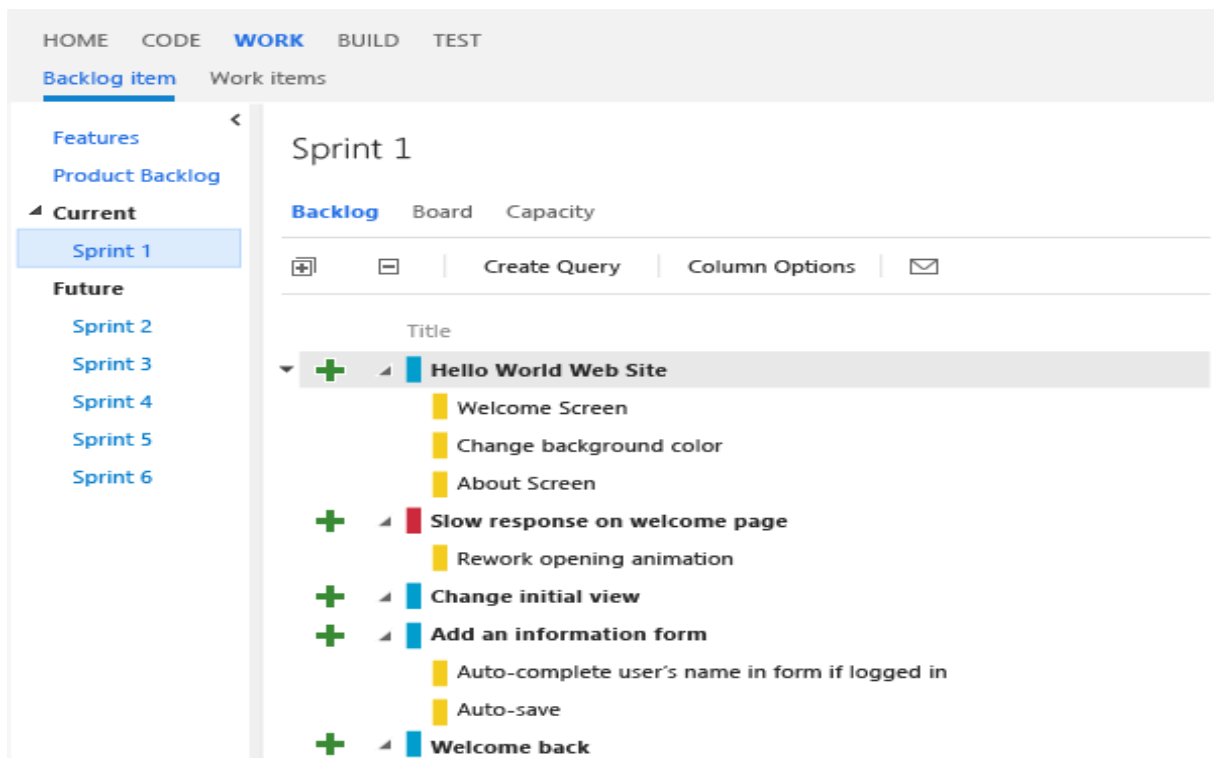 HOME CODE WORK BUILD TEST
Backlog item Work items
Features
Product Backlog
Current
Sprint 1
Future
Sprint 2
Sprint 3
Sprint 4
Sprint 5
Sprint 6
Sprint 1
Backlog Board Capacity
Create Query Column Options
Title
Hello World Web Site
Welcome Screen
Change background color
About Screen
Slow response on welcome page
Rework opening animation
Change initial view
Add an information form
Auto-complete user's name in form if logged in
Auto-save
Welcome back